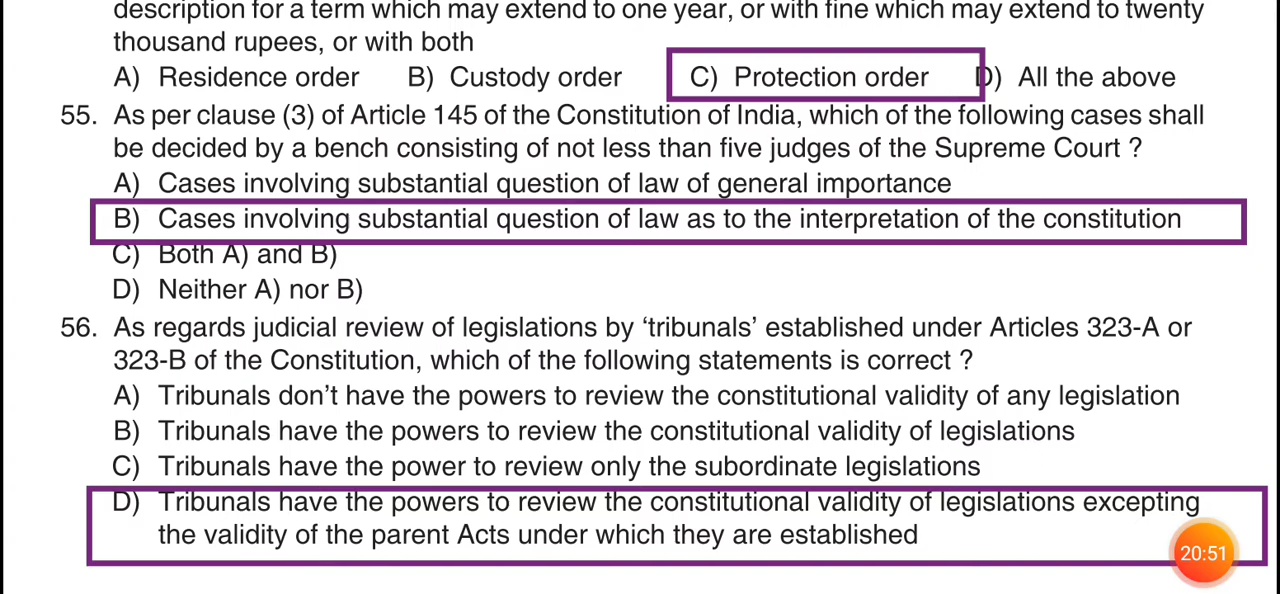 description for a term which may extend to one year, or with fine which may extend to twenty
thousand rupees, or with both
A) Residence order B) Custody order C) Protection order D) All the above
55. As per clause (3) of Article 145 of the Constitution of India, which of the following cases shall
be decided by a bench consisting of not less than five judges of the Supreme Court ?
A) Cases involving substantial question of law of general importance
B) Cases involving substantial question of law as to the interpretation of the constitution
C) Both A) and B)
D) Neither A) nor B)
56. As regards judicial review of legislations by ‘tribunals’ established under Articles 323-A or
323-B of the Constitution, which of the following statements is correct ?
A) Tribunals don’t have the powers to review the constitutional validity of any legislation
B) Tribunals have the powers to review the constitutional validity of legislations
C) Tribunals have the power to review only the subordinate legislations
D) Tribunals have the powers to review the constitutional validity of legislations excepting
the validity of the parent Acts under which they are established
20:51